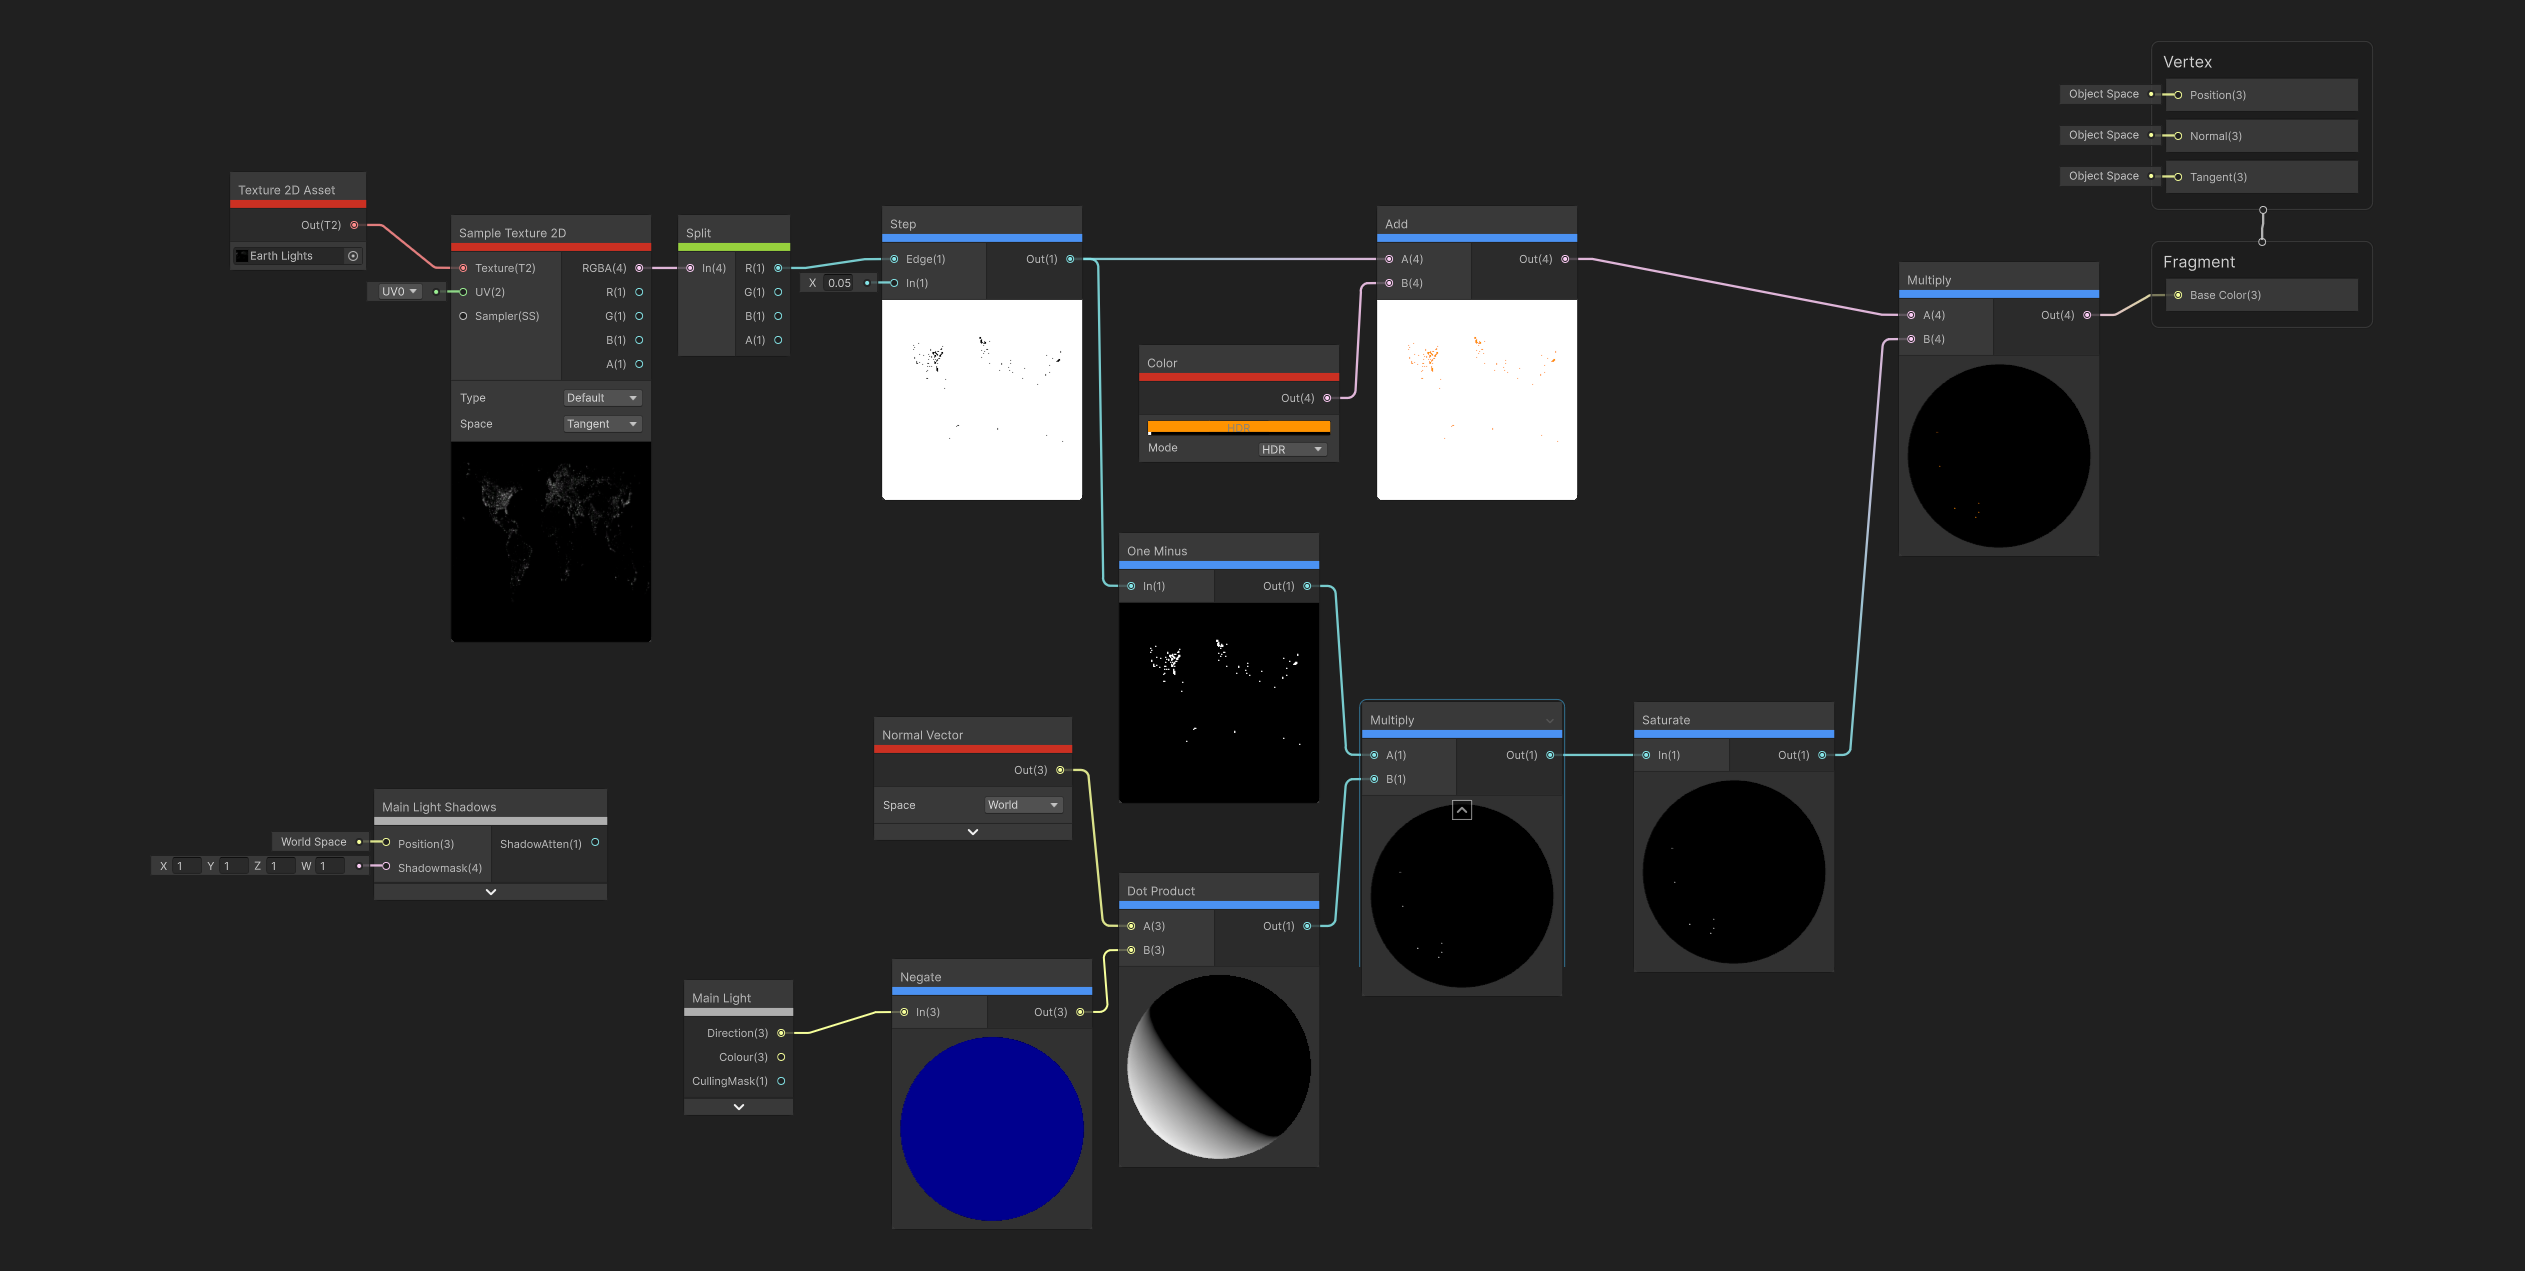 Vertex
Object Space
Position(3)
Object Space
Normal(3)
Object Space
Tangent(3)
Fragment
Base Color(3)
Texture 2D Asset
Out(T2)
Earth Lights
Sample Texture 2D
Texture(T2)
RGBA(4)
UV0
UV(2)
R(1)
Sampler(SS)
G(1)
B(1)
A(1)
Type
Default
Space
Tangent
Split
In(4)
R(1)
G(1)
B(1)
A(1)
Step
Edge(1)
Out(1)
X 0.05
In(1)
Add
A(4)
Out(4)
B(4)
Color
Out(4)
HDR
Mode
HDR
Multiply
A(4)
Out(4)
B(4)
One Minus
In(1)
Out(1)
Normal Vector
Out(3)
Space
World
Multiply
A(1)
Out(1)
B(1)
Saturate
In(1)
Out(1)
Main Light Shadows
World Space
Position(3)
ShadowAtten(1)
X 1 Y 1 Z 1 W 1
Shadowmask(4)
Dot Product
A(3)
Out(1)
B(3)
Negate
In(3)
Out(3)
Main Light
Direction(3)
Colour(3)
CullingMask(1)